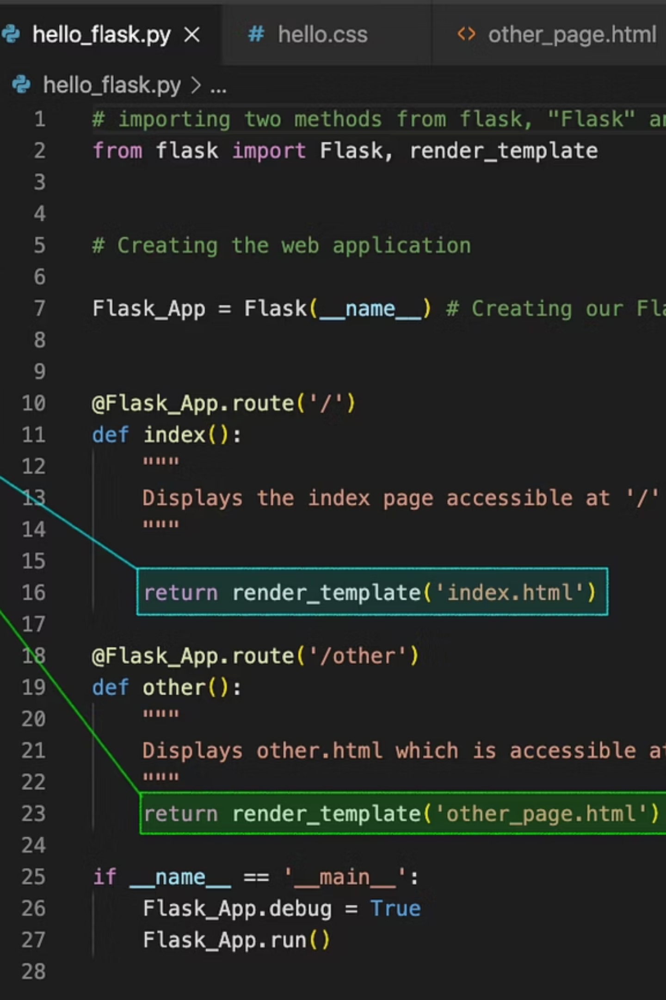 hello_flask.py
hello.css
other_page.html
hello_flask.py > ...
1 # importing two methods from flask, "Flask"
2 from flask import Flask, render_template
3
4
5 # Creating the web application
6
7 Flask_App = Flask(__name__) # Creating our
8
9
10 @Flask_App.route('/')
11 def index():
12     """
13     Displays the index page accessible at '/'
14     """
15
16     return render_template('index.html')
17
18 @Flask_App.route('/other')
19 def other():
20     """
21     Displays other.html which is accessible
22     """
23     return render_template('other_page.html')
24
25 if __name__ == '__main__':
26     Flask_App.debug = True
27     Flask_App.run()
28